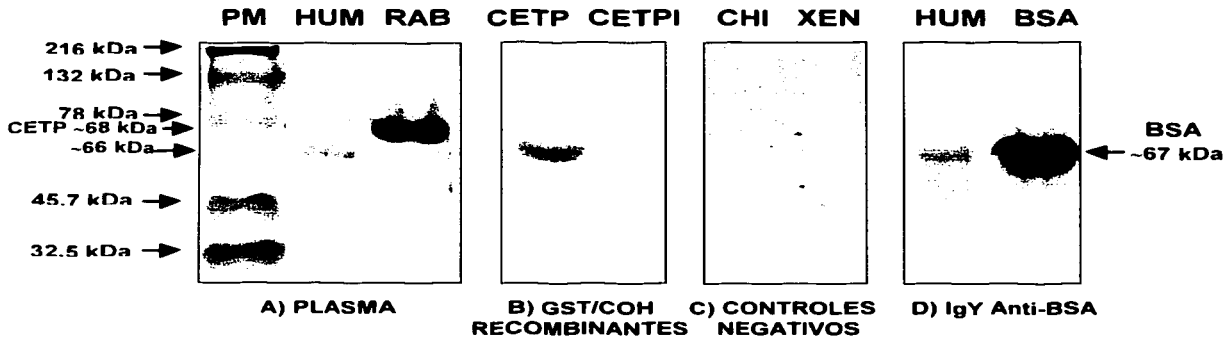 PM HUM RAB CETP CETPI CHI XEN HUM BSA
216 kDa
132 kDa
78 kDa
CETP ~68 kDa
~66 kDa
45.7 kDa
32.5 kDa
BSA
~67 kDa
A) PLASMA
B) GST/COH
RECOMBINANTES
C) CONTROLES
NEGATIVOS
D) IgY Anti-BSA